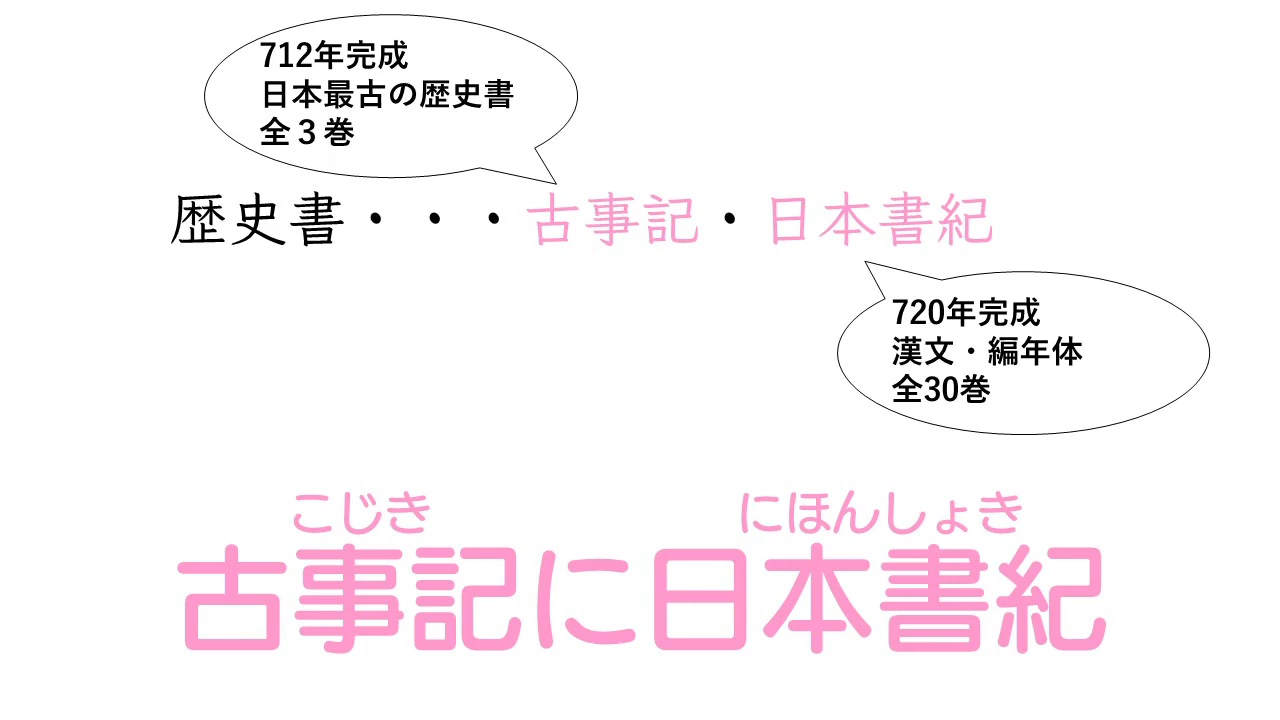 712年完成
日本最古の歴史書
全３巻
歴史書・・・古事記・日本書紀
720年完成
漢文・編年体
全30巻
こじき　にほんしょき
古事記に日本書紀